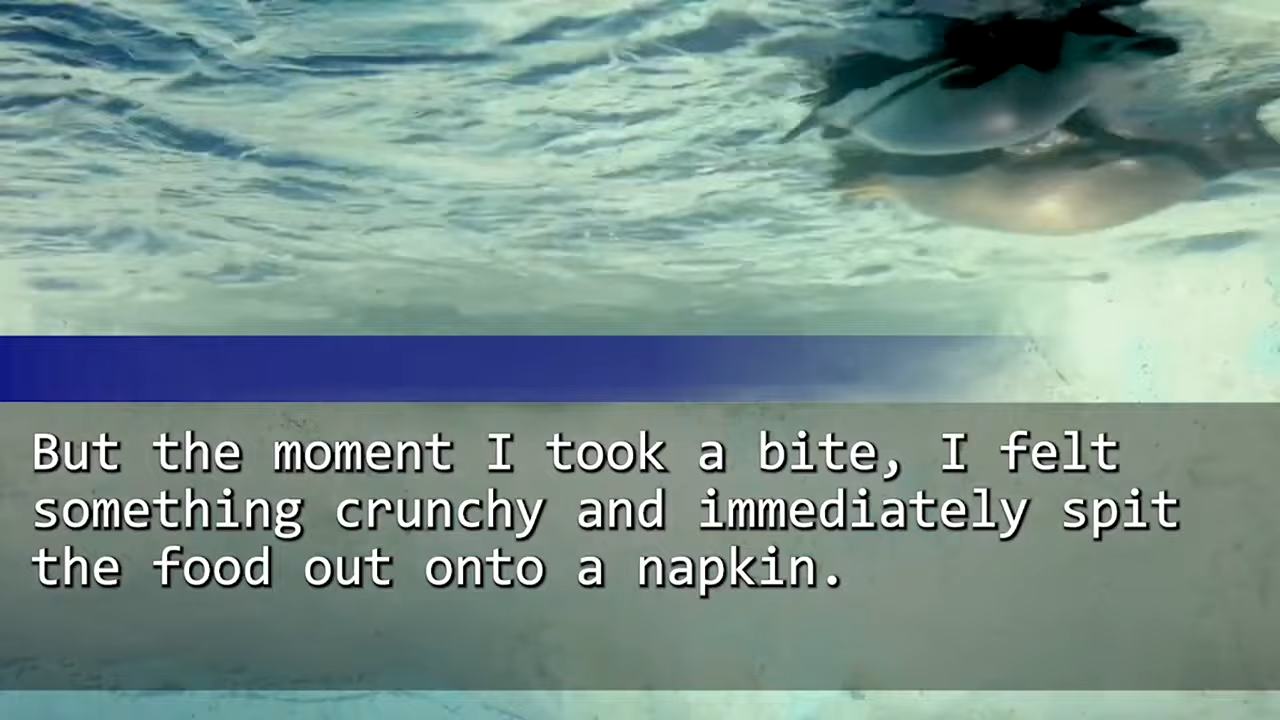 But the moment I took a bite, I felt
something crunchy and immediately spit
the food out onto a napkin.